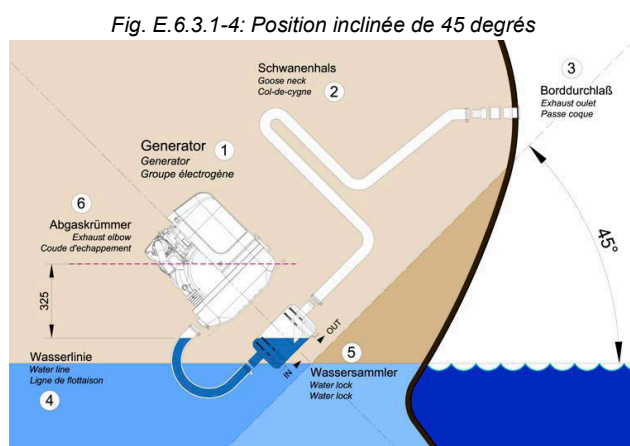 Fig. E.6.3.1-4: Position inclinée de 45 degrés
Schwanenhals
Goose neck
Col-de-cygne
2
3
Borddurchlaß
Exhaust oulet
Passe coque
Generator
Generator
Groupe électrogène
1
6
Abgaskrümmer
Exhaust elbow
Coude d'echappement
45°
325
OUT
IN
5
Wassersammler
Water lock
Water lock
Wasserlinie
Water line
Ligne de flottaison
4